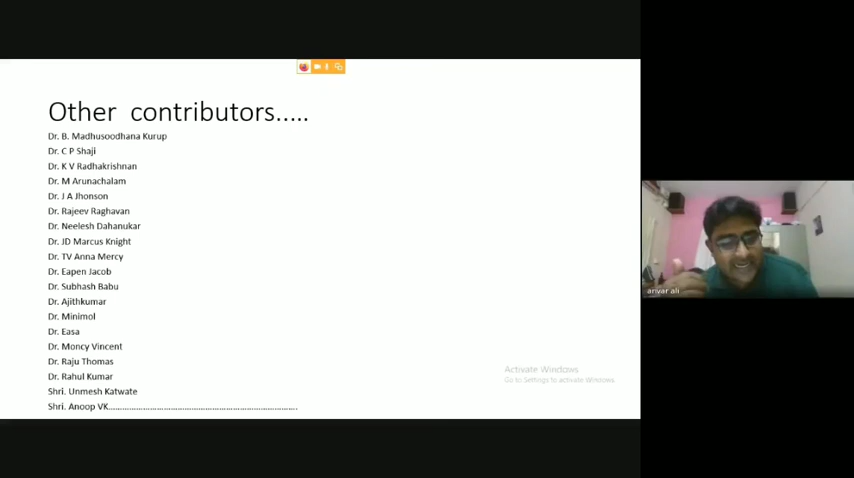 Other contributors.....
Dr. B. Madhusoodhana Kurup
Dr. C P Shaji
Dr. K V Radhakrishnan
Dr. M Arunachalam
Dr. J A Jhonson
Dr. Rajeev Raghavan
Dr. Neelesh Dahanukar
Dr. JD Marcus Knight
Dr. TV Anna Mercy
Dr. Eapen Jacob
Dr. Subhash Babu
Dr. Ajithkumar
Dr. Minimol
Dr. Easa
Dr. Moncy Vincent
Dr. Raju Thomas
Dr. Rahul Kumar
Shri. Unmesh Katwate
Shri. Anoop VK................................................................................
Activate Windows
Go to Settings to activate Windows.
anvar ali